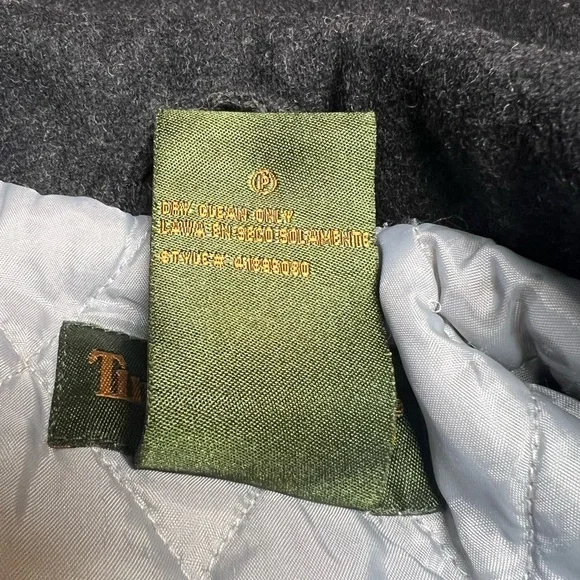 P
DRY CLEAN ONLY
LAVA EN SECO SOLAMENTE
STYLE#